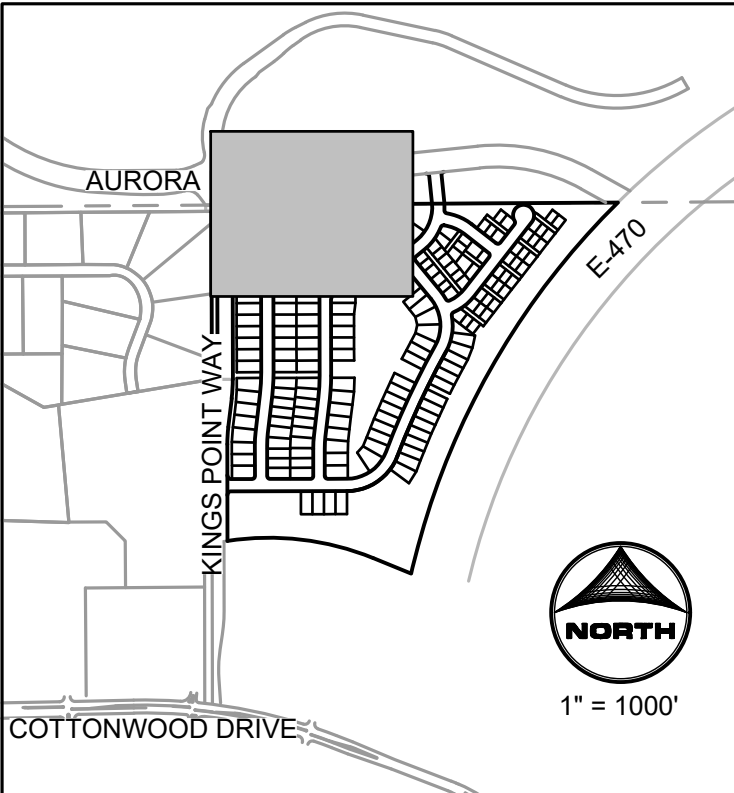 AURORA
E-470
KINGS POINT WAY
NORTH
1" = 1000'
COTTONWOOD DRIVE